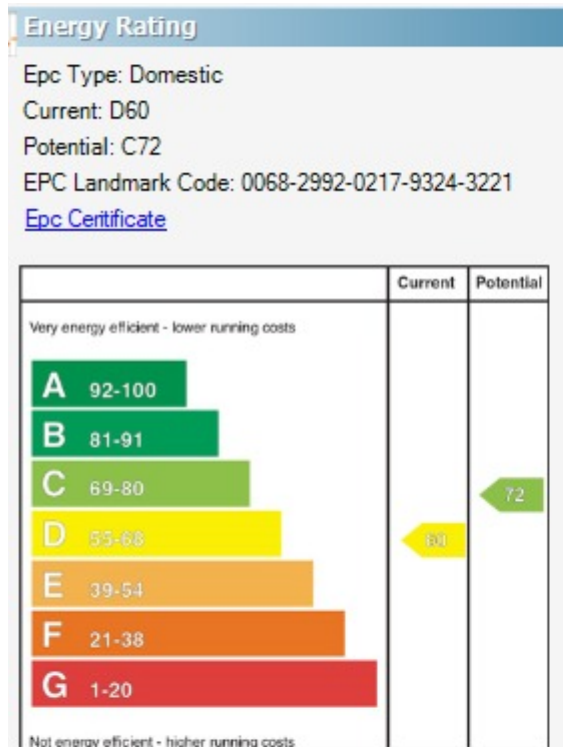 Energy Rating
Epc Type: Domestic
Current: D60
Potential: C72
EPC Landmark Code: 0068-2992-0217-9324-3221
Epc Ceritificate
Current Potential
Very energy efficient - lower running costs
A 92-100
B 81-91
C 69-80
72
D 55-68
60
E 39-54
F 21-38
G 1-20
Not energy efficient - higher running costs